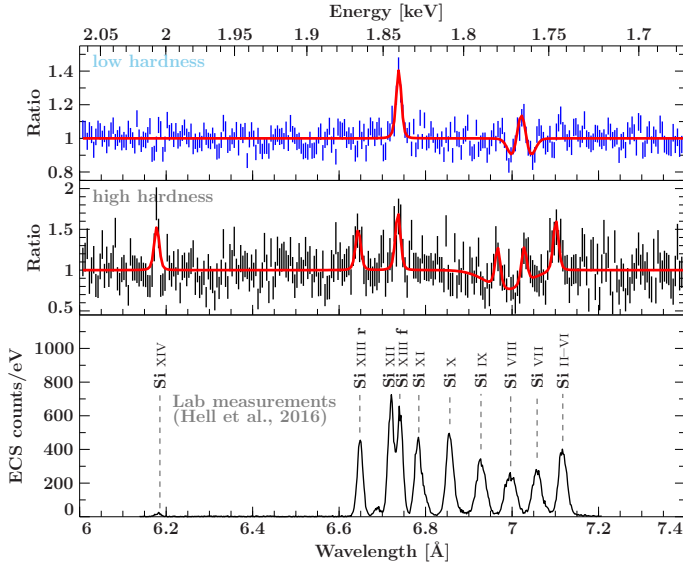 Energy [keV]
2.05 2 1.95 1.9 1.85 1.8 1.75 1.7
low hardness
Ratio
1.4
1.2
1
0.8
high hardness
Ratio
2
1.5
1
0.5
ECS counts/eV
1000
800
600
400
200
0
Si XIV
Si XIII r
Si XII
Si XIII f
Si XI
Si X
Si IX
Si VIII
Si VII
Si II–VI
Lab measurements
(Hell et al., 2016)
6 6.2 6.4 6.6 6.8 7 7.2 7.4
Wavelength [Å]